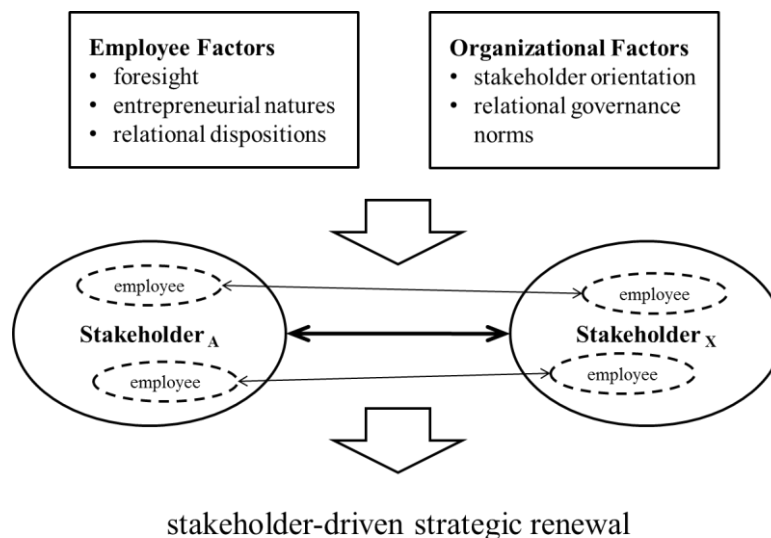 Employee Factors
• foresight
• entrepreneurial natures
• relational dispositions
Organizational Factors
• stakeholder orientation
• relational governance
norms
employee
employee
Stakeholder A
Stakeholder X
employee
employee
stakeholder-driven strategic renewal